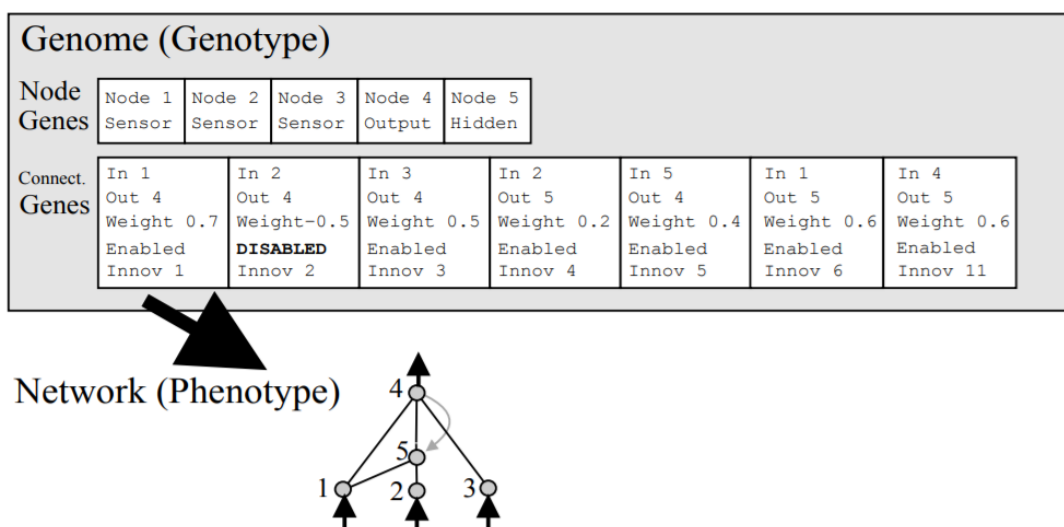 Genome (Genotype)
Node Genes
Node 1 Sensor
Node 2 Sensor
Node 3 Sensor
Node 4 Output
Node 5 Hidden
Connect. Genes
In 1
Out 4
Weight 0.7
Enabled
Innov 1
In 2
Out 4
Weight-0.5
DISABLED
Innov 2
In 3
Out 4
Weight 0.5
Enabled
Innov 3
In 2
Out 5
Weight 0.2
Enabled
Innov 4
In 5
Out 4
Weight 0.4
Enabled
Innov 5
In 1
Out 5
Weight 0.6
Enabled
Innov 6
In 4
Out 5
Weight 0.6
Enabled
Innov 11
Network (Phenotype)
4
5
1
2
3